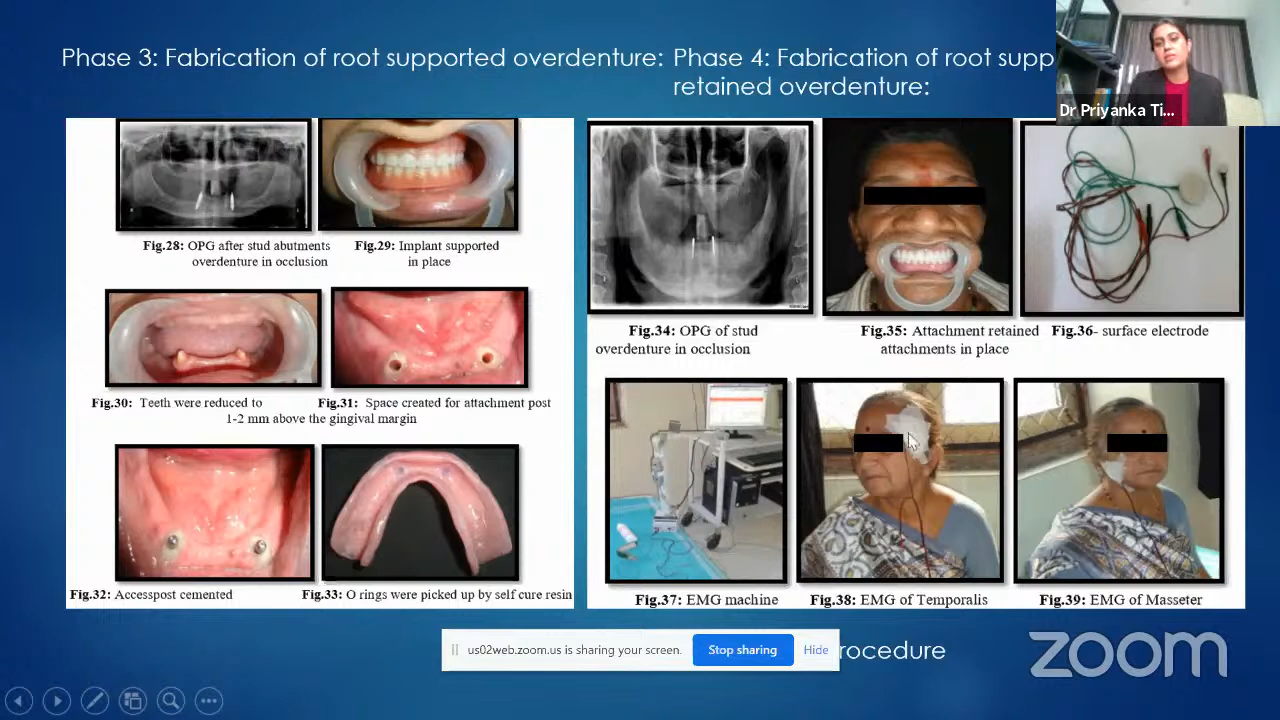 Phase 3: Fabrication of root supported overdenture:
Phase 4: Fabrication of root supp
retained overdenture:
Dr Priyanka Ti...
Fig.28: OPG after stud abutments
overdenture in occlusion
Fig.29: Implant supported
in place
Fig.30: Teeth were reduced to
1-2 mm above the gingival margin
Fig.31: Space created for attachment post
Fig.32: Accesspost cemented
Fig.33: O rings were picked up by self cure resin
Fig.34: OPG of stud
overdenture in occlusion
Fig.35: Attachment retained
attachments in place
Fig.36- surface electrode
Fig.37: EMG machine
Fig.38: EMG of Temporalis
Fig.39: EMG of Masseter
us02web.zoom.us is sharing your screen.
Stop sharing
Hide
rocedure
zoom